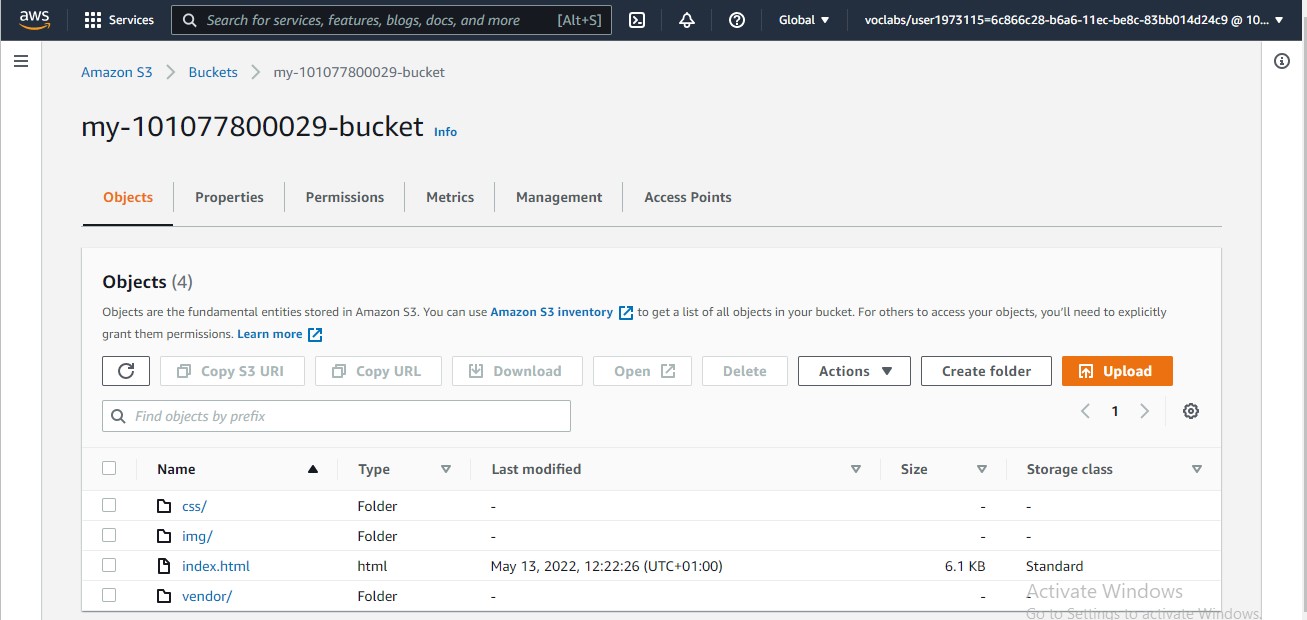 aws Services Search for services, features, blogs, docs, and more [Alt+S] Global voclabs/user1973115=6c866c28-b6a6-11ec-be8c-83bb014d24c9 @ 10...
Amazon S3 Buckets my-101077800029-bucket
my-101077800029-bucket Info
Objects Properties Permissions Metrics Management Access Points
Objects (4)
Objects are the fundamental entities stored in Amazon S3. You can use Amazon S3 inventory to get a list of all objects in your bucket. For others to access your objects, you'll need to explicitly
grant them permissions. Learn more
Copy S3 URI Copy URL Download Open Delete Actions Create folder Upload
Find objects by prefix 1
Name Type Last modified Size Storage class
css/ Folder - - -
img/ Folder - - -
index.html html May 13, 2022, 12:22:26 (UTC+01:00) 6.1 KB Standard
vendor/ Folder - - -
Activate Windows
Go to Settings to activate Windows.